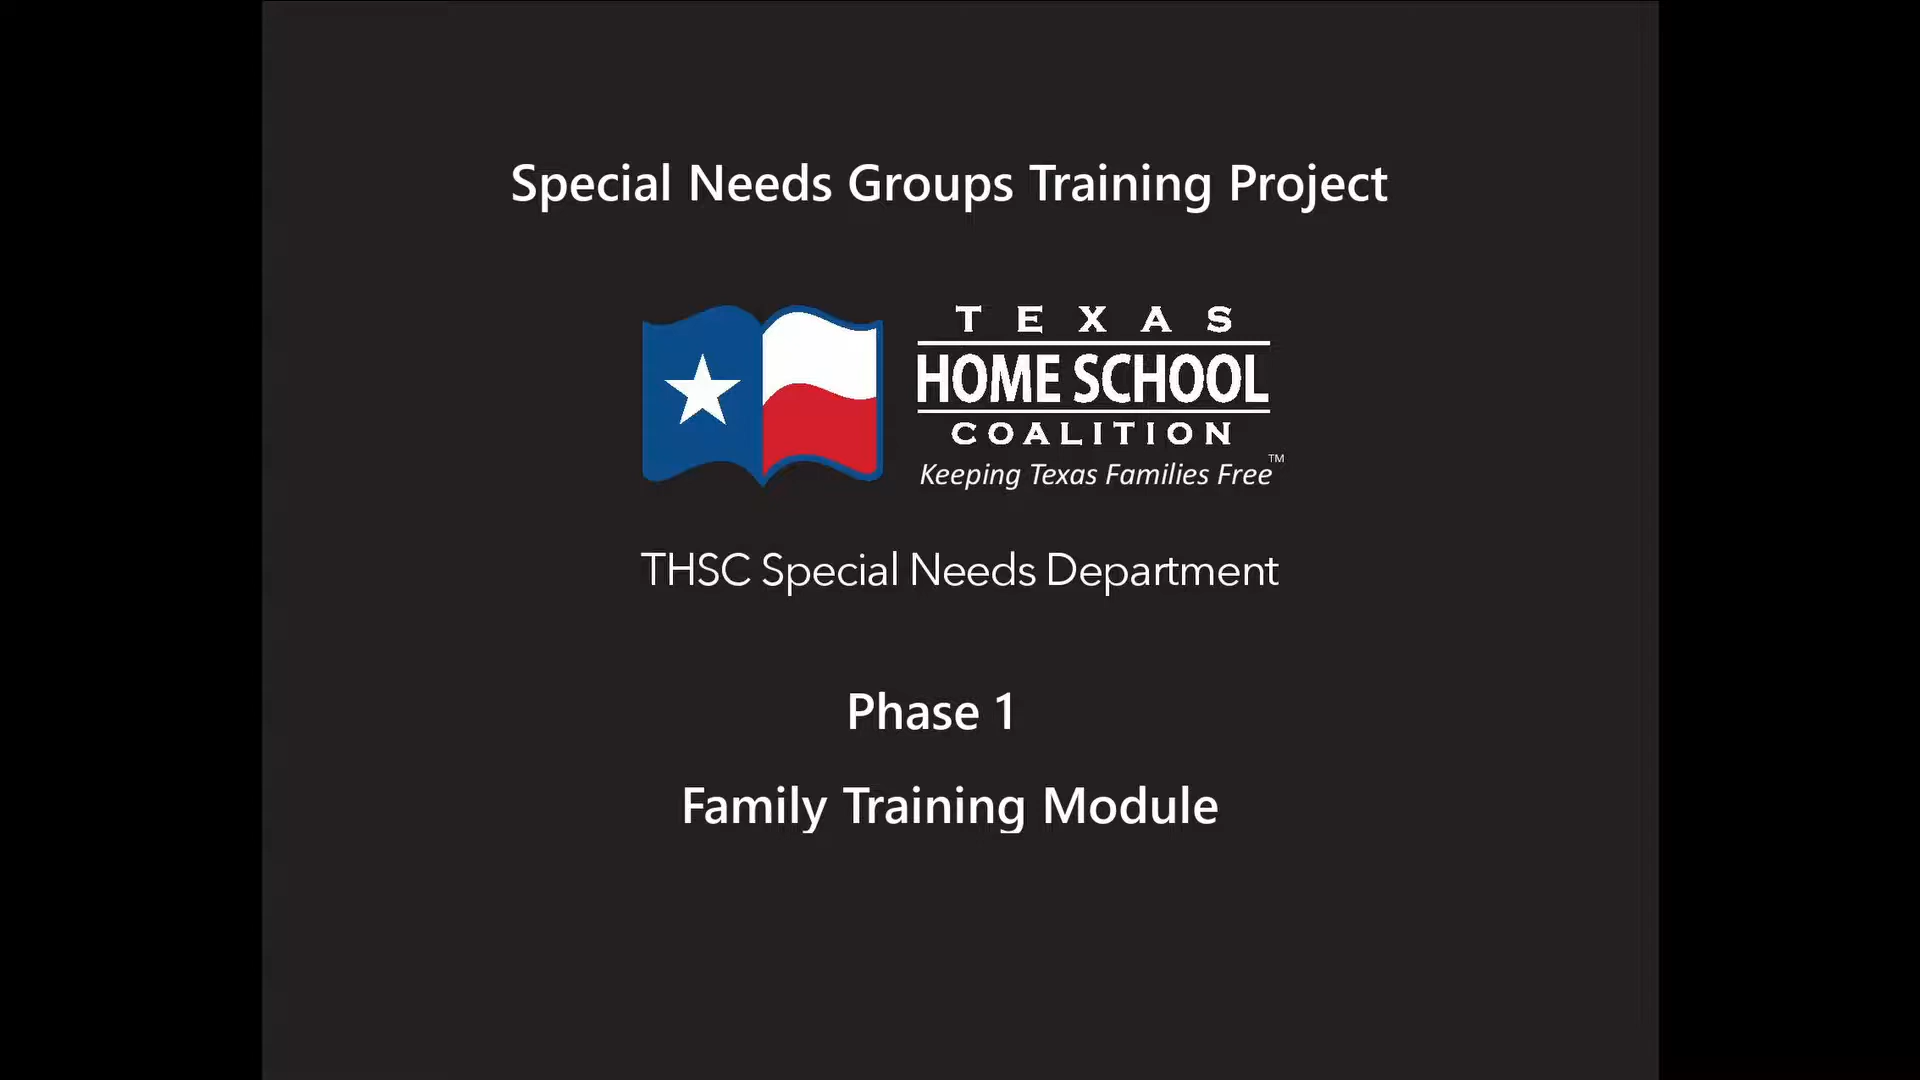 Special Needs Groups Training Project
TEXAS
HOME SCHOOL
COALITION
Keeping Texas Families Free™
THSC Special Needs Department
Phase 1
Family Training Module